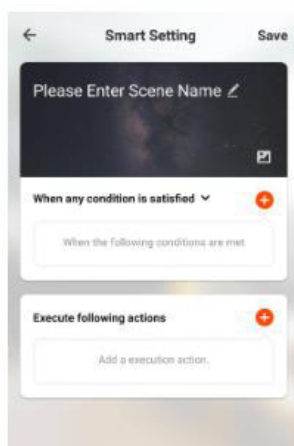 Smart Setting Save
Please Enter Scene Name
When any condition is satisfied
When the following conditions are met
Execute following actions
Add a execution action.